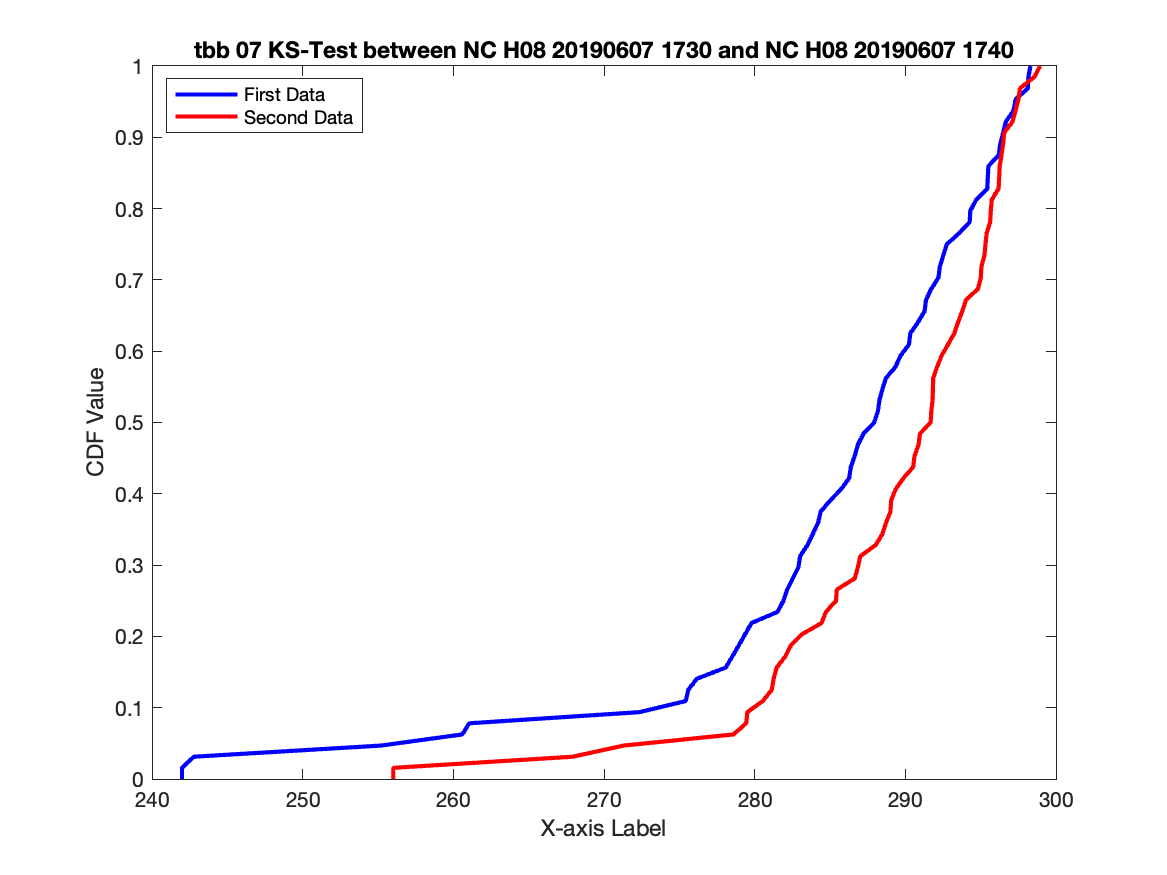 tbb 07 KS-Test between NC H08 20190607 1730 and NC H08 20190607 1740
First Data
Second Data
1
0.9
0.8
0.7
0.6
0.5
0.4
0.3
0.2
0.1
0
CDF Value
240 250 260 270 280 290 300
X-axis Label